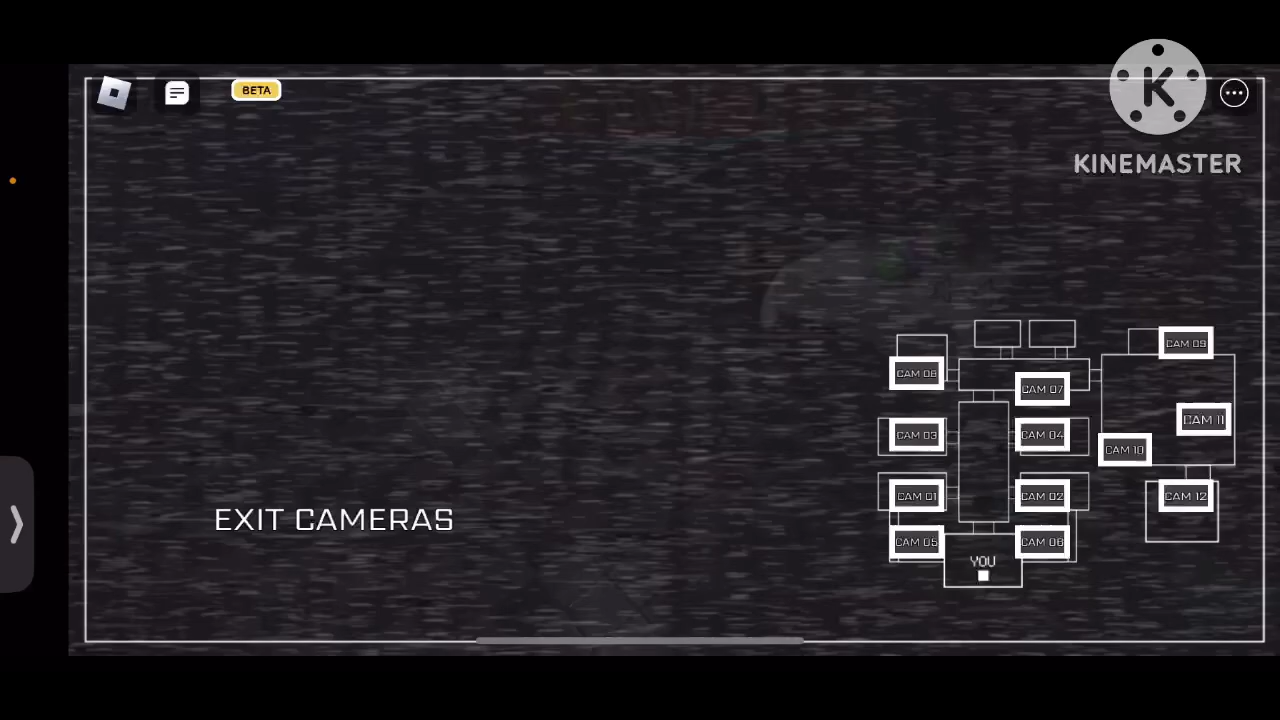 BETA
K
KINEMASTER
CAM 09
CAM 08
CAM 07
CAM 11
CAM 03
CAM 04
CAM 10
CAM 01
CAM 02
CAM 12
EXIT CAMERAS
CAM 05
CAM 06
YOU